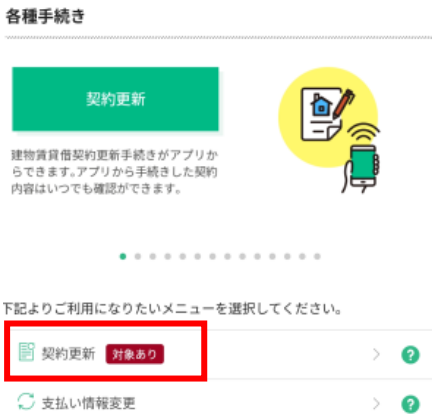 各種手続き
契約更新
建物賃貸借契約更新手続きがアプリか
らできます。アプリから手続きした契約
内容はいつでも確認ができます。
下記よりご利用になりたいメニューを選択してください。
契約更新 対象あり ?
支払い情報変更 ?